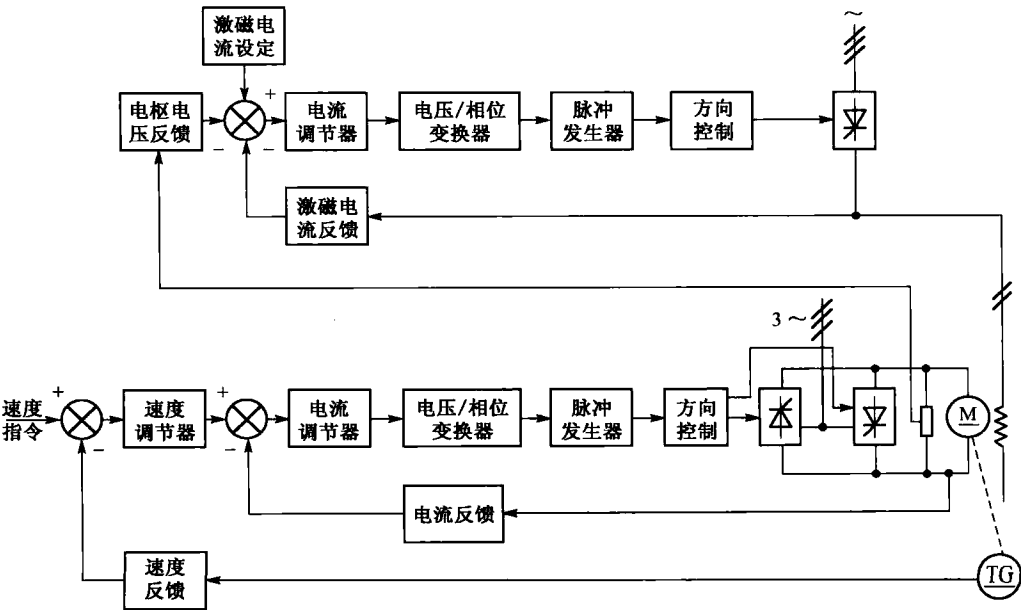 激磁电
流设定
～
+
电枢电
压反馈
电流
调节器
电压/相位
变换器
脉冲
发生器
方向
控制
−
−
激磁电
流反馈
3～
+
速度
指令
速度
调节器
+
电流
调节器
电压/相位
变换器
脉冲
发生器
方向
控制
M
−
−
电流反馈
速度
反馈
TG